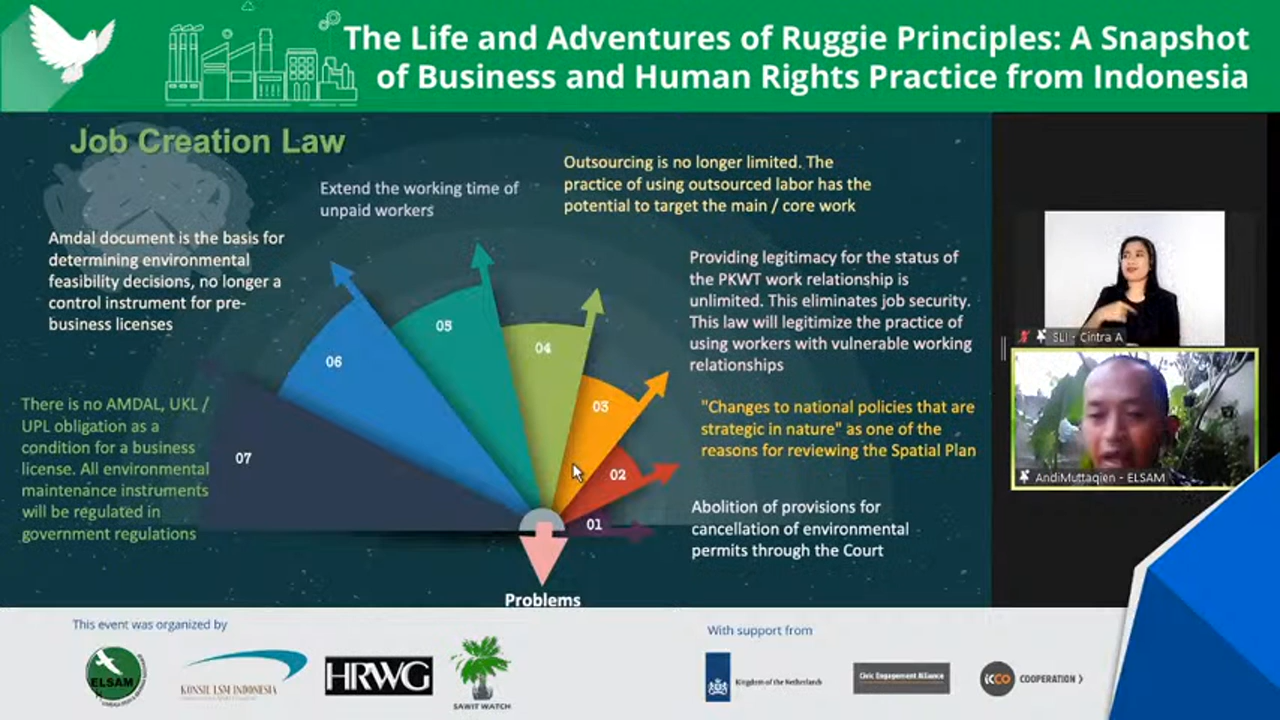 The Life and Adventures of Ruggie Principles: A Snapshot
of Business and Human Rights Practice from Indonesia
Job Creation Law
Extend the working time of
unpaid workers
Outsourcing is no longer limited. The
practice of using outsourced labor has the
potential to target the main / core work
Amdal document is the basis for
determining environmental
feasibility decisions, no longer a
control instrument for pre-
business licenses
Providing legitimacy for the status of
the PKWT work relationship is
unlimited. This eliminates job security.
This law will legitimize the practice of
using workers with vulnerable working
relationships
There is no AMDAL, UKL /
UPL obligation as a
condition for a business
license. All environmental
maintenance instruments
will be regulated in
government regulations
"Changes to national policies that are
strategic in nature" as one of the
reasons for reviewing the Spatial Plan
Abolition of provisions for
cancellation of environmental
permits through the Court
07
06
05
04
03
02
01
Problems
SLI - Cintra A
AndiMuttaqien - ELSAM
This event was organized by
ELSAM
KONSIL LSM INDONESIA
HRWG
SAWIT WATCH
With support from
Kingdom of the Netherlands
Civic Engagement Alliance
icco
COOPERATION